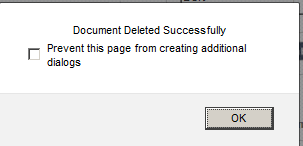 Document Deleted Successfully
Prevent this page from creating additional
dialogs
OK